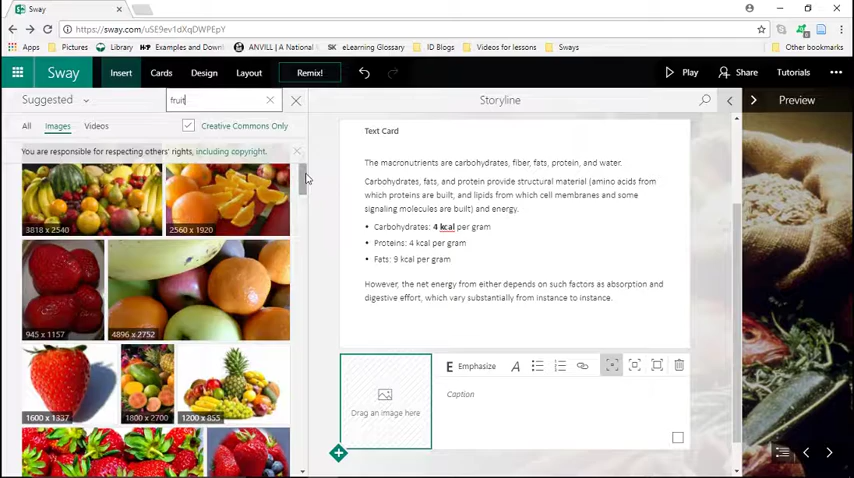 Sway
https://sway.com/uSE9ev1dXqDWPEpY
Apps
Pictures
Library
Examples and Down
ANVILL | A National
eLearning Glossary
ID Blogs
Videos for lessons
Sways
Other bookmarks
Sway
Insert
Cards
Design
Layout
Remix!
Play
Share
Tutorials
Suggested
fruit
Storyline
Preview
All
Images
Videos
Creative Commons Only
You are responsible for respecting others' rights, including copyright.
3818 x 2540
2560 x 1920
945 x 1157
4896 x 2752
1600 x 1337
1800 x 2700
1200 x 855
Text Card
The macronutrients are carbohydrates, fiber, fats, protein, and water.
Carbohydrates, fats, and protein provide structural material (amino acids from
which proteins are built, and lipids from which cell membranes and some
signaling molecules are built) and energy.
• Carbohydrates: 4 kcal per gram
• Proteins: 4 kcal per gram
• Fats: 9 kcal per gram
However, the net energy from either depends on such factors as absorption and
digestive effort, which vary substantially from instance to instance.
E Emphasize
A
Caption
Drag an image here